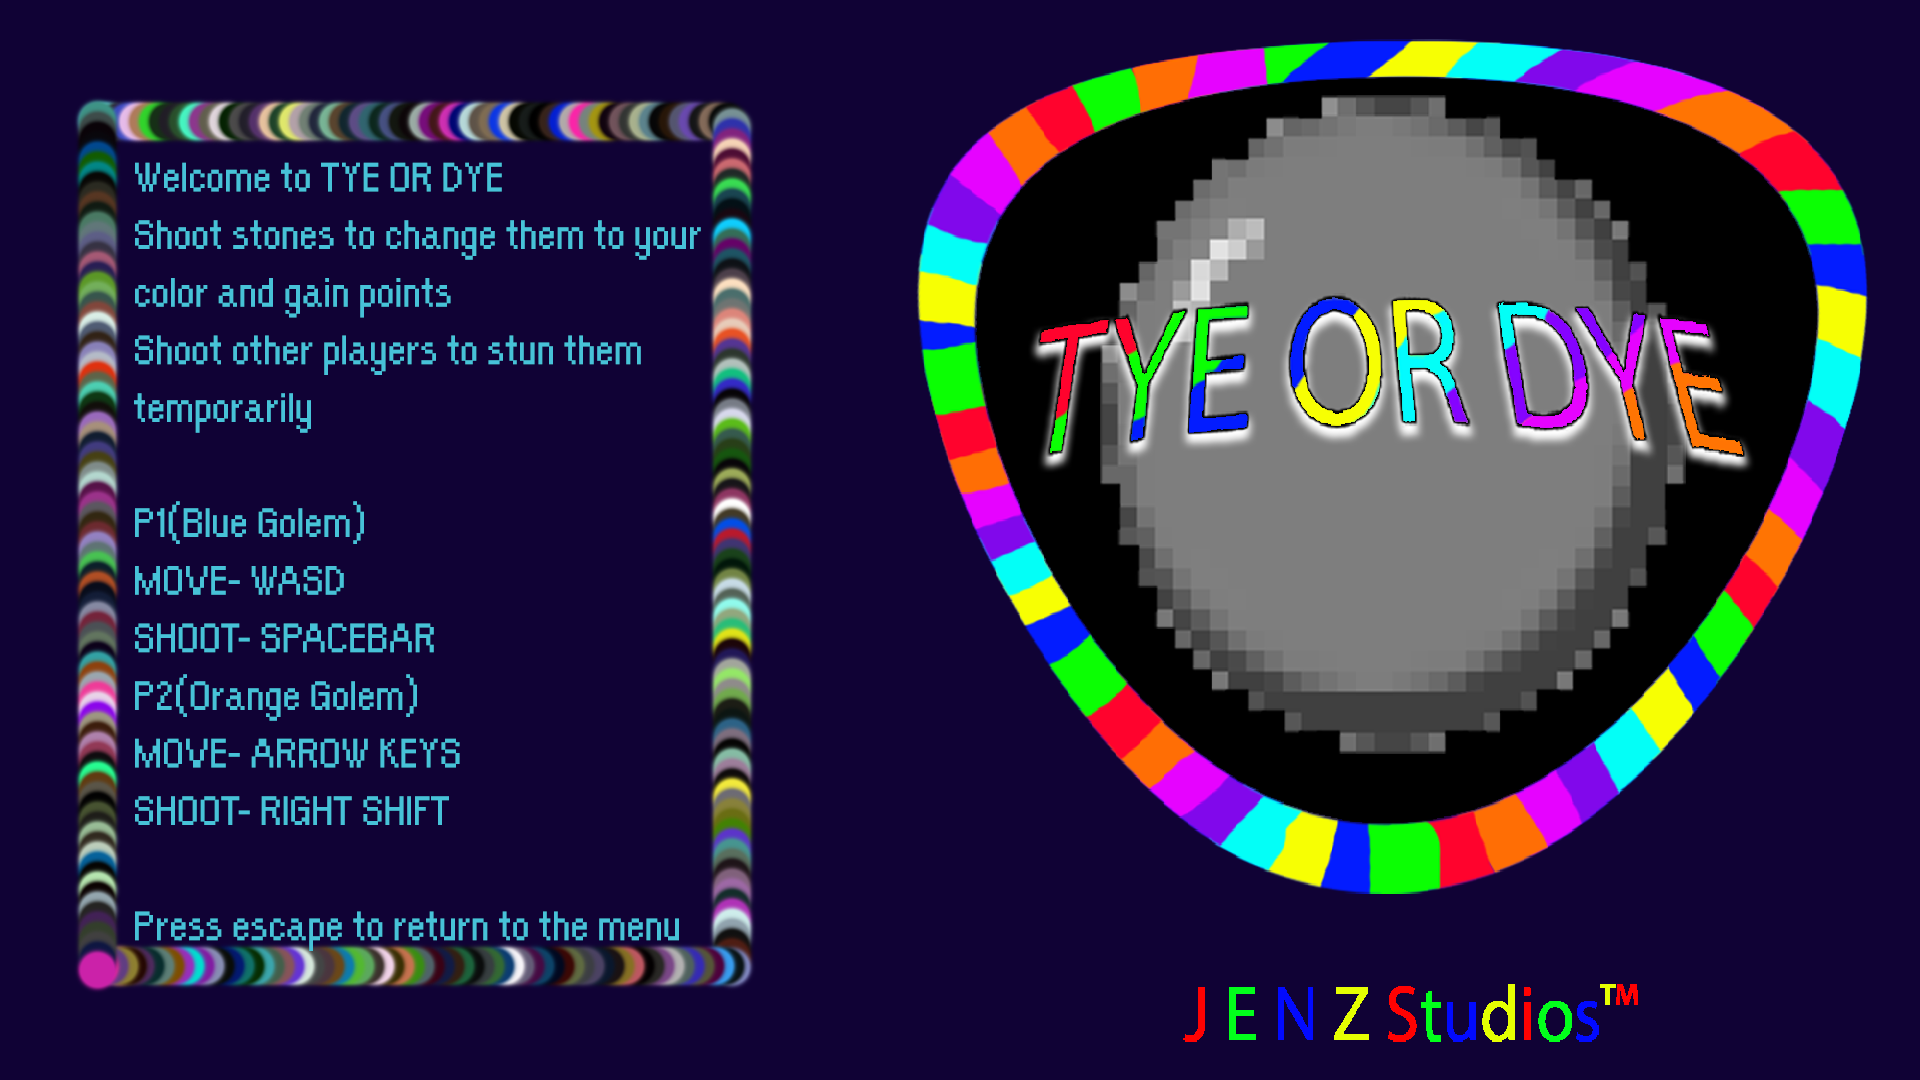 Welcome to TYE OR DYE
Shoot stones to change them to your
color and gain points
Shoot other players to stun them
temporarily
P1(Blue Golem)
MOVE- WASD
SHOOT- SPACEBAR
P2(Orange Golem)
MOVE- ARROW KEYS
SHOOT- RIGHT SHIFT
Press escape to return to the menu
TYE OR DYE
JENZ Studios™